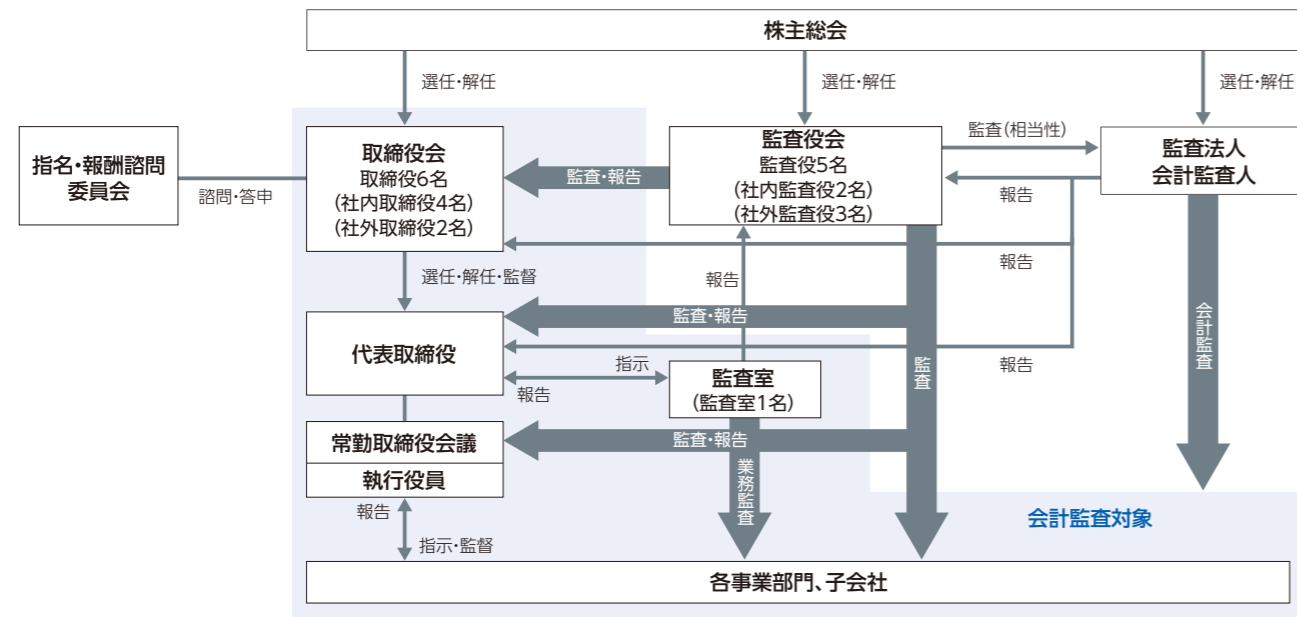 株主総会
選任・解任
選任・解任
選任・解任
指名・報酬諮問
委員会
諮問・答申
取締役会
取締役6名
(社内取締役4名)
(社外取締役2名)
監査・報告
監査役会
監査役5名
(社内監査役2名)
(社外監査役3名)
監査(相当性)
報告
監査法人
会計監査人
報告
選任・解任・監督
報告
監査・報告
代表取締役
報告
指示
報告
監査室
(監査室1名)
監査
会計監査
常勤取締役会議
執行役員
監査・報告
業務監査
報告
指示・監督
会計監査対象
各事業部門、子会社